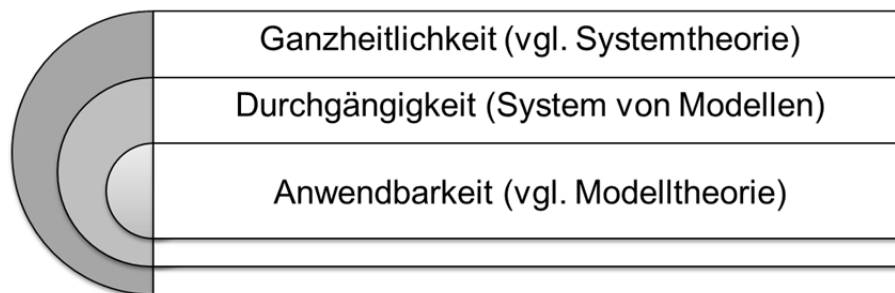 Ganzheitlichkeit (vgl. Systemtheorie)
Durchgängigkeit (System von Modellen)
Anwendbarkeit (vgl. Modelltheorie)